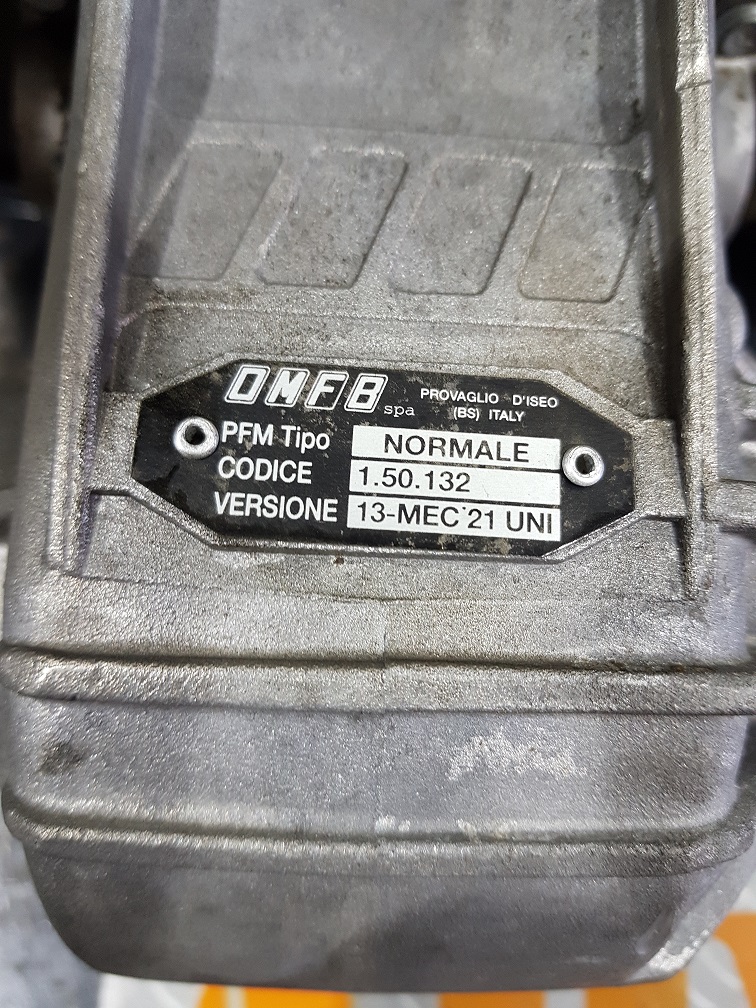 OMFB spa PROVAGLIO D'ISEO
(BS) ITALY
PFM Tipo NORMALE
CODICE 1.50.132
VERSIONE 13-MEC'21 UNI